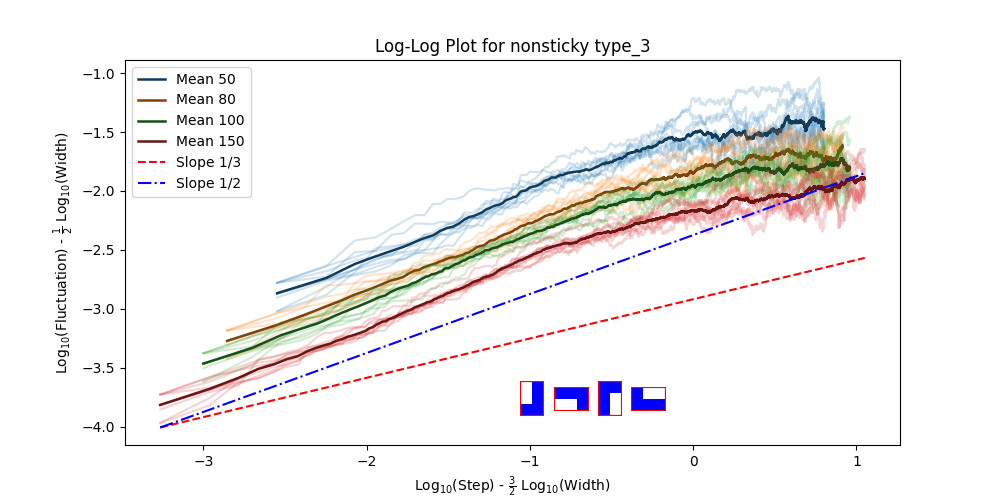 Log-Log Plot for nonsticky type_3
Log₁₀(Fluctuation) - ½ Log₁₀(Width)
−1.0
−1.5
−2.0
−2.5
−3.0
−3.5
−4.0
Mean 50
Mean 80
Mean 100
Mean 150
Slope 1/3
Slope 1/2
−3
−2
−1
0
1
Log₁₀(Step) - 3/2 Log₁₀(Width)